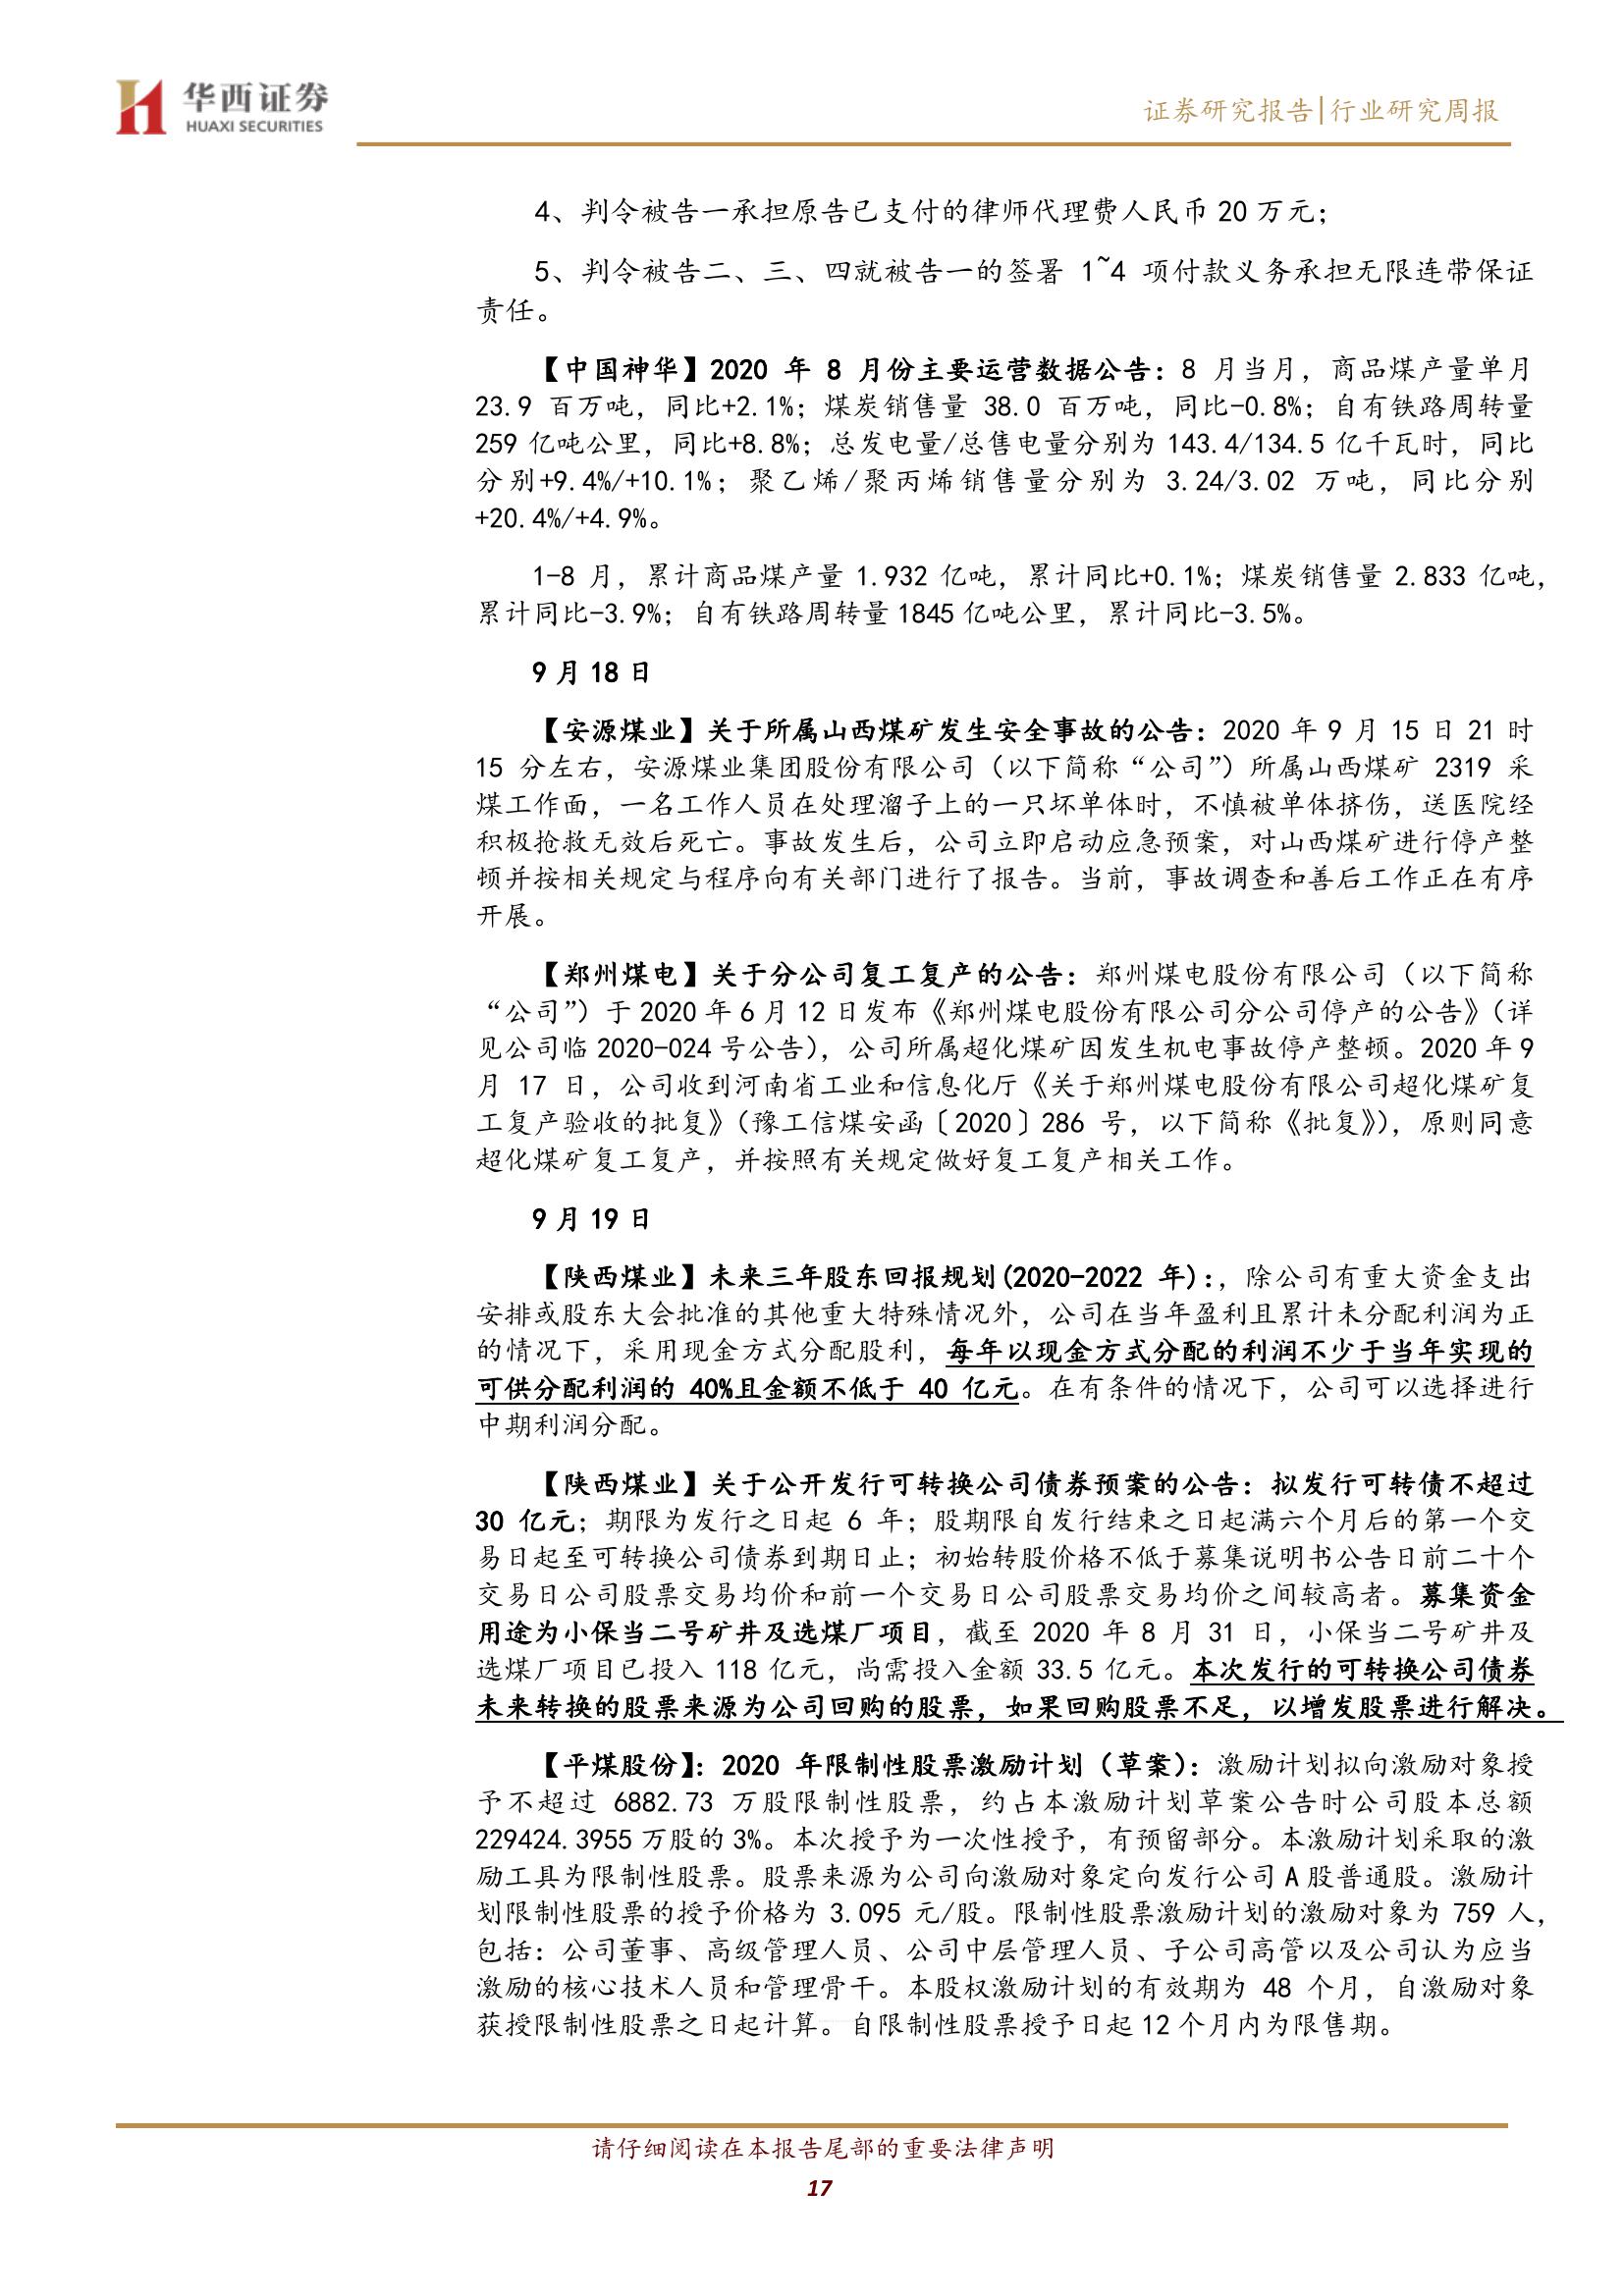 华西证券
HUAXI SECURITIES
证券研究报告|行业研究周报
4、判令被告一承担原告已支付的律师代理费人民币 20 万元；
5、判令被告二、三、四就被告一的签署 1~4 项付款义务承担无限连带保证
责任。
【中国神华】2020 年 8 月份主要运营数据公告：8 月当月，商品煤产量单月
23.9 百万吨，同比+2.1%；煤炭销售量 38.0 百万吨，同比-0.8%；自有铁路周转量
259 亿吨公里，同比+8.8%；总发电量/总售电量分别为 143.4/134.5 亿千瓦时，同比
分别+9.4%/+10.1%；聚乙烯/聚丙烯销售量分别为 3.24/3.02 万吨，同比分别
+20.4%/+4.9%。
1-8 月，累计商品煤产量 1.932 亿吨，累计同比+0.1%；煤炭销售量 2.833 亿吨，
累计同比-3.9%；自有铁路周转量 1845 亿吨公里，累计同比-3.5%。
9 月 18 日
【安源煤业】关于所属山西煤矿发生安全事故的公告：2020 年 9 月 15 日 21 时
15 分左右，安源煤业集团股份有限公司（以下简称“公司”）所属山西煤矿 2319 采
煤工作面，一名工作人员在处理溜子上的一只坏单体时，不慎被单体挤伤，送医院经
积极抢救无效后死亡。事故发生后，公司立即启动应急预案，对山西煤矿进行停产整
顿并按相关规定与程序向有关部门进行了报告。当前，事故调查和善后工作正在有序
开展。
【郑州煤电】关于分公司复工复产的公告：郑州煤电股份有限公司（以下简称
“公司”）于 2020 年 6 月 12 日发布《郑州煤电股份有限公司分公司停产的公告》（详
见公司临 2020-024 号公告），公司所属超化煤矿因发生机电事故停产整顿。2020 年 9
月 17 日，公司收到河南省工业和信息化厅《关于郑州煤电股份有限公司超化煤矿复
工复产验收的批复》（豫工信煤安函〔2020〕286 号，以下简称《批复》），原则同意
超化煤矿复工复产，并按照有关规定做好复工复产相关工作。
9 月 19 日
【陕西煤业】未来三年股东回报规划(2020-2022 年)：，除公司有重大资金支出
安排或股东大会批准的其他重大特殊情况外，公司在当年盈利且累计未分配利润为正
的情况下，采用现金方式分配股利，每年以现金方式分配的利润不少于当年实现的
可供分配利润的 40%且金额不低于 40 亿元。在有条件的情况下，公司可以选择进行
中期利润分配。
【陕西煤业】关于公开发行可转换公司债券预案的公告：拟发行可转债不超过
30 亿元；期限为发行之日起 6 年；股期限自发行结束之日起满六个月后的第一个交
易日起至可转换公司债券到期日止；初始转股价格不低于募集说明书公告日前二十个
交易日公司股票交易均价和前一个交易日公司股票交易均价之间较高者。募集资金
用途为小保当二号矿井及选煤厂项目，截至 2020 年 8 月 31 日，小保当二号矿井及
选煤厂项目已投入 118 亿元，尚需投入金额 33.5 亿元。本次发行的可转换公司债券
未来转换的股票来源为公司回购的股票，如果回购股票不足，以增发股票进行解决。
【平煤股份】：2020 年限制性股票激励计划（草案）：激励计划拟向激励对象授
予不超过 6882.73 万股限制性股票，约占本激励计划草案公告时公司股本总额
229424.3955 万股的 3%。本次授予为一次性授予，有预留部分。本激励计划采取的激
励工具为限制性股票。股票来源为公司向激励对象定向发行公司 A 股普通股。激励计
划限制性股票的授予价格为 3.095 元/股。限制性股票激励计划的激励对象为 759 人，
包括：公司董事、高级管理人员、公司中层管理人员、子公司高管以及公司认为应当
激励的核心技术人员和管理骨干。本股权激励计划的有效期为 48 个月，自激励对象
获授限制性股票之日起计算。自限制性股票授予日起 12 个月内为限售期。
请仔细阅读在本报告尾部的重要法律声明
17